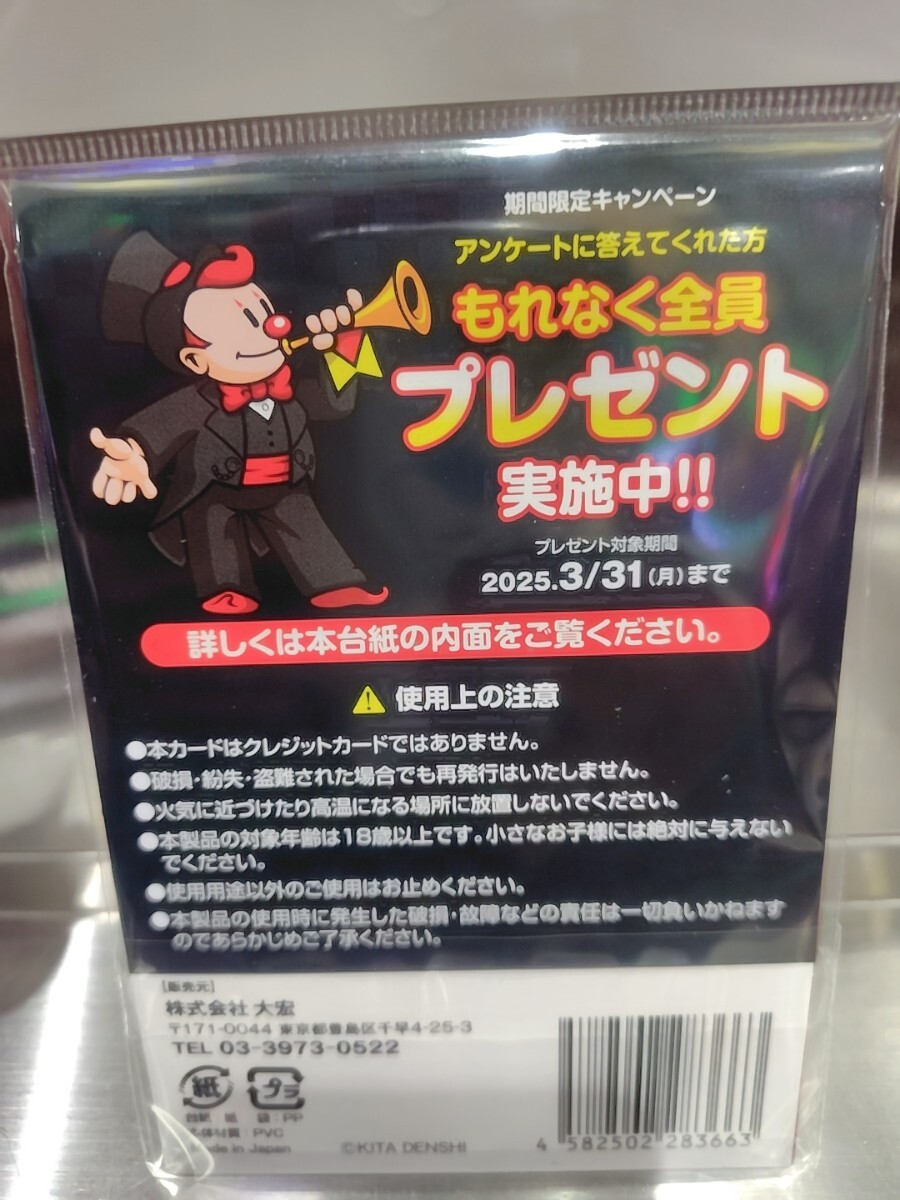 期間限定キャンペーン
アンケートに答えてくれた方
もれなく全員
プレゼント
実施中!!
プレゼント対象期間
2025.3/31(月)まで
詳しくは本台紙の内面をご覧ください。
使用上の注意
●本カードはクレジットカードではありません。
●破損・紛失・盗難された場合でも再発行はいたしません。
●火気に近づけたり高温になる場所に放置しないでください。
●本製品の対象年齢は18歳以上です。小さなお子様には絶対に与えない
でください。
●使用用途以外のご使用はお止めください。
●本製品の使用時に発生した破損・故障などの責任は一切負いかねます
のであらかじめご了承ください。
[販売元]
株式会社 大宏
〒171-0044 東京都豊島区千早4-25-3
TEL 03-3973-0522
紙 プラ
台紙:紙 袋:PP
本体材質:PVC
Made in Japan
©KITA DENSHI
4 582502 283663